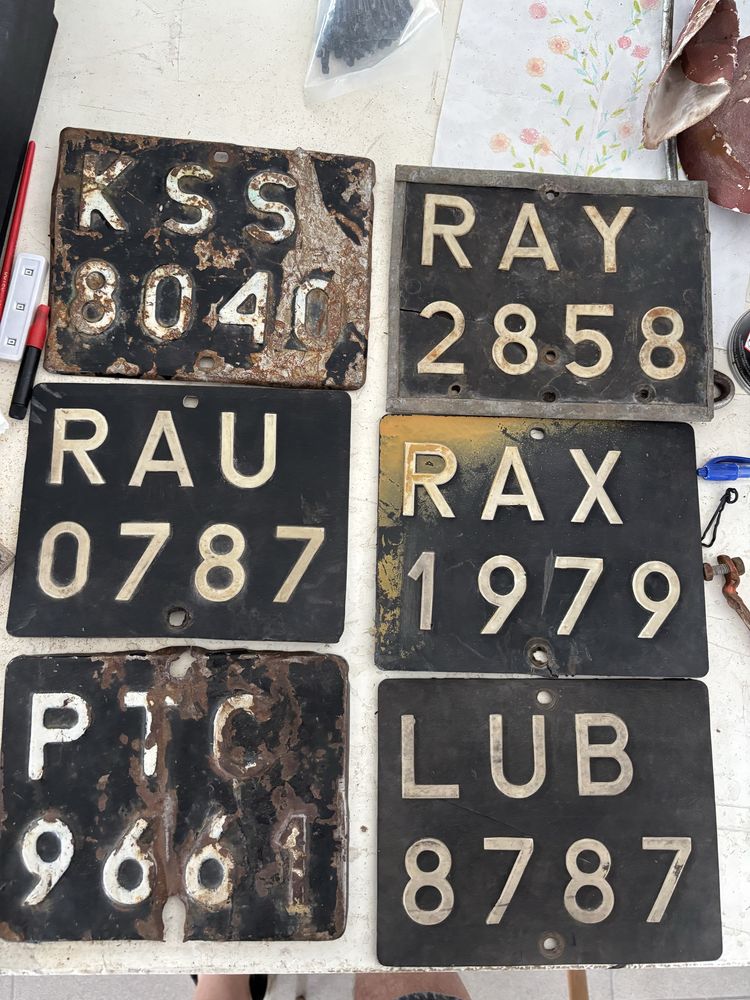 KSS
8040
RAY
2858
RAU
0787
RAX
1979
PTC
9661
LUB
8787